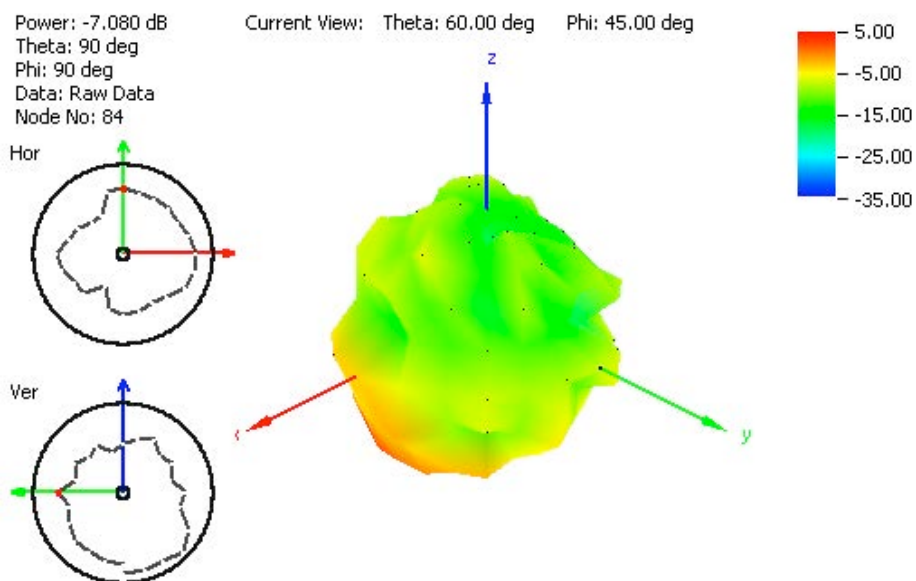 Power: -7.080 dB
Theta: 90 deg
Phi: 90 deg
Data: Raw Data
Node No: 84
Current View: Theta: 60.00 deg Phi: 45.00 deg
5.00
-5.00
-15.00
-25.00
-35.00
z
Hor
Ver
y